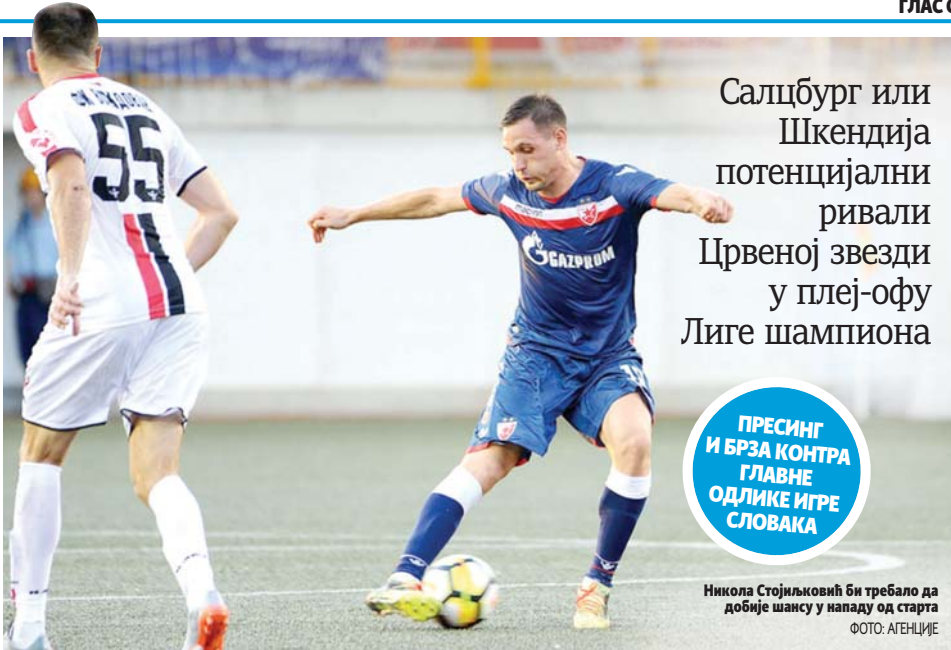 ГЛАС
Салцбург или
Шкендија
потенцијални
ривали
Црвеној звезди
у плеј-офу
Лиге шампиона
55
GAZPROM
ПРЕСИНГ
И БРЗА КОНТРА
ГЛАВНЕ
ОДЛИКЕ ИГРЕ
СЛОВАКА
Никола Стојиљковић би требало да
добије шансу у нападу од старта
ФОТО: АГЕНЦИЈЕ